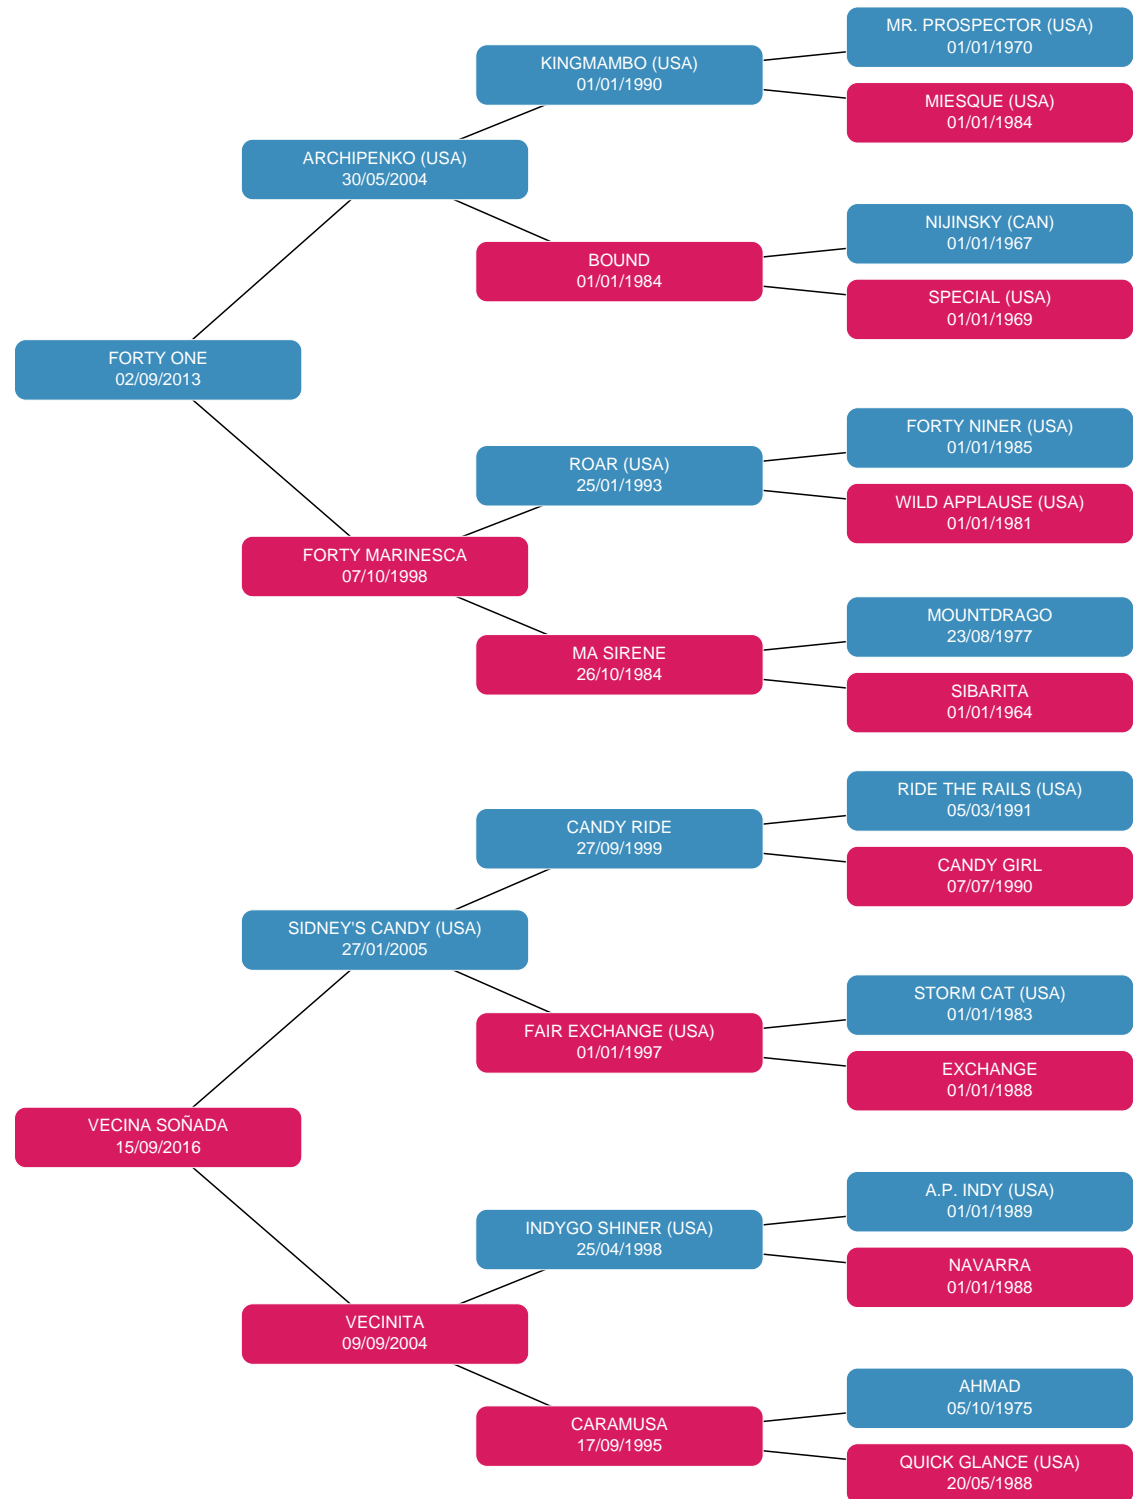 MR. PROSPECTOR (USA)
01/01/1970
KINGMAMBO (USA)
01/01/1990
MIESQUE (USA)
01/01/1984
ARCHIPENKO (USA)
30/05/2004
NIJINSKY (CAN)
01/01/1967
BOUND
01/01/1984
SPECIAL (USA)
01/01/1969
FORTY ONE
02/09/2013
FORTY NINER (USA)
01/01/1985
ROAR (USA)
25/01/1993
WILD APPLAUSE (USA)
01/01/1981
FORTY MARINESCA
07/10/1998
MOUNTDRAGO
23/08/1977
MA SIRENE
26/10/1984
SIBARITA
01/01/1964
RIDE THE RAILS (USA)
05/03/1991
CANDY RIDE
27/09/1999
CANDY GIRL
07/07/1990
SIDNEY'S CANDY (USA)
27/01/2005
STORM CAT (USA)
01/01/1983
FAIR EXCHANGE (USA)
01/01/1997
EXCHANGE
01/01/1988
VECINA SOÑADA
15/09/2016
A.P. INDY (USA)
01/01/1989
INDYGO SHINER (USA)
25/04/1998
NAVARRA
01/01/1988
VECINITA
09/09/2004
AHMAD
05/10/1975
CARAMUSA
17/09/1995
QUICK GLANCE (USA)
20/05/1988